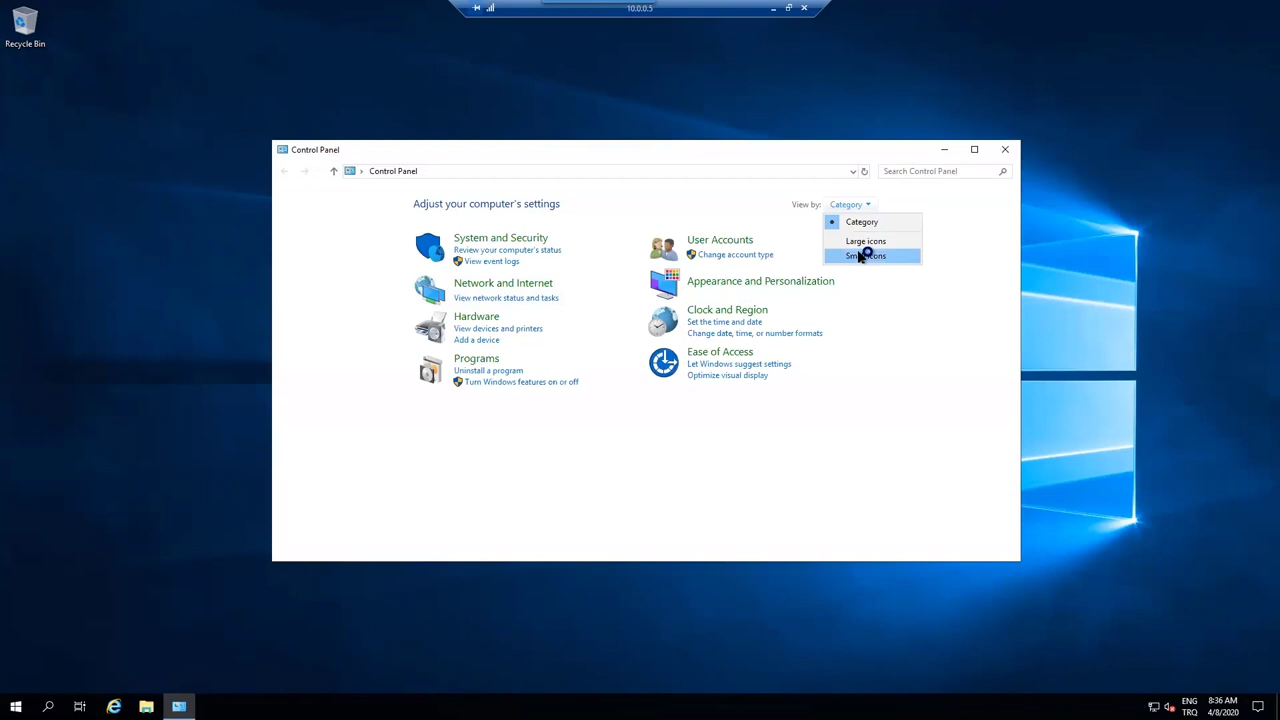 10.0.0.5
Recycle Bin
Control Panel
Control Panel
Search Control Panel
Adjust your computer's settings
View by:
Category
Category
Large icons
System and Security
Review your computer's status
View event logs
Network and Internet
View network status and tasks
Hardware
View devices and printers
Add a device
Programs
Uninstall a program
Turn Windows features on or off
User Accounts
Change account type
Appearance and Personalization
Clock and Region
Set the time and date
Change date, time, or number formats
Ease of Access
Let Windows suggest settings
Optimize visual display
ENG
TRQ
8:36 AM
4/8/2020